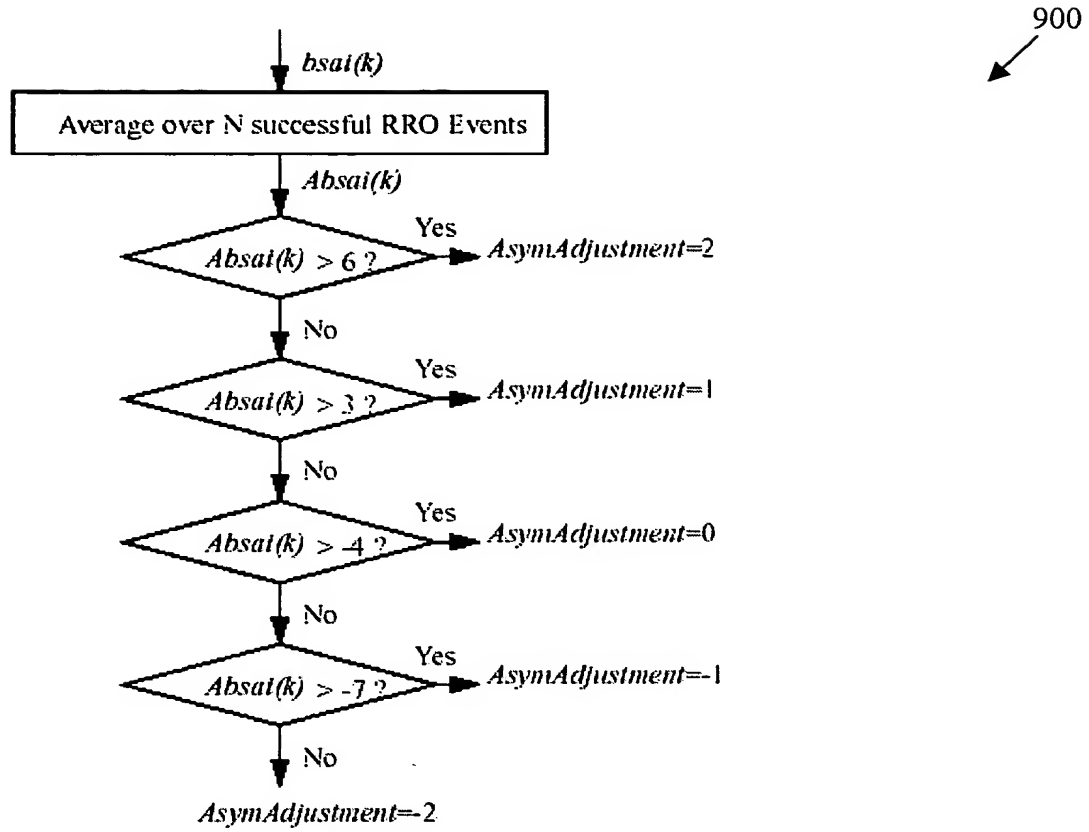 900
bsai(k)
Average over N successful RRO Events
Absai(k)
Absai(k) > 6 ?
Yes
AsymAdjustment=2
No
Absai(k) > 3 ?
Yes
AsymAdjustment=1
No
Absai(k) > -4 ?
Yes
AsymAdjustment=0
No
Absai(k) > -7 ?
Yes
AsymAdjustment=-1
No
AsymAdjustment=-2